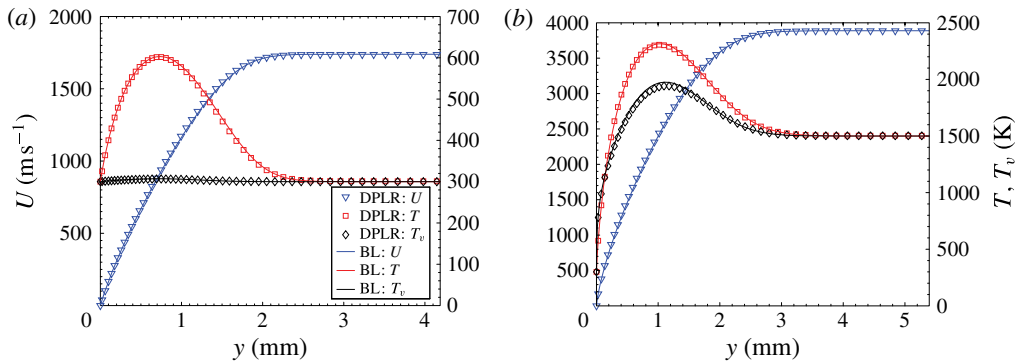 (a)
2000
1500
1000
500
0
U (m s⁻¹)
700
600
500
400
300
200
100
0
DPLR: U
DPLR: T
DPLR: Tᵥ
BL: U
BL: T
BL: Tᵥ
0 1 2 3 4
y (mm)
(b)
4000
3500
3000
2500
2000
1500
1000
500
2500
2000
1500
1000
500
0
T, Tᵥ (K)
0 1 2 3 4 5
y (mm)